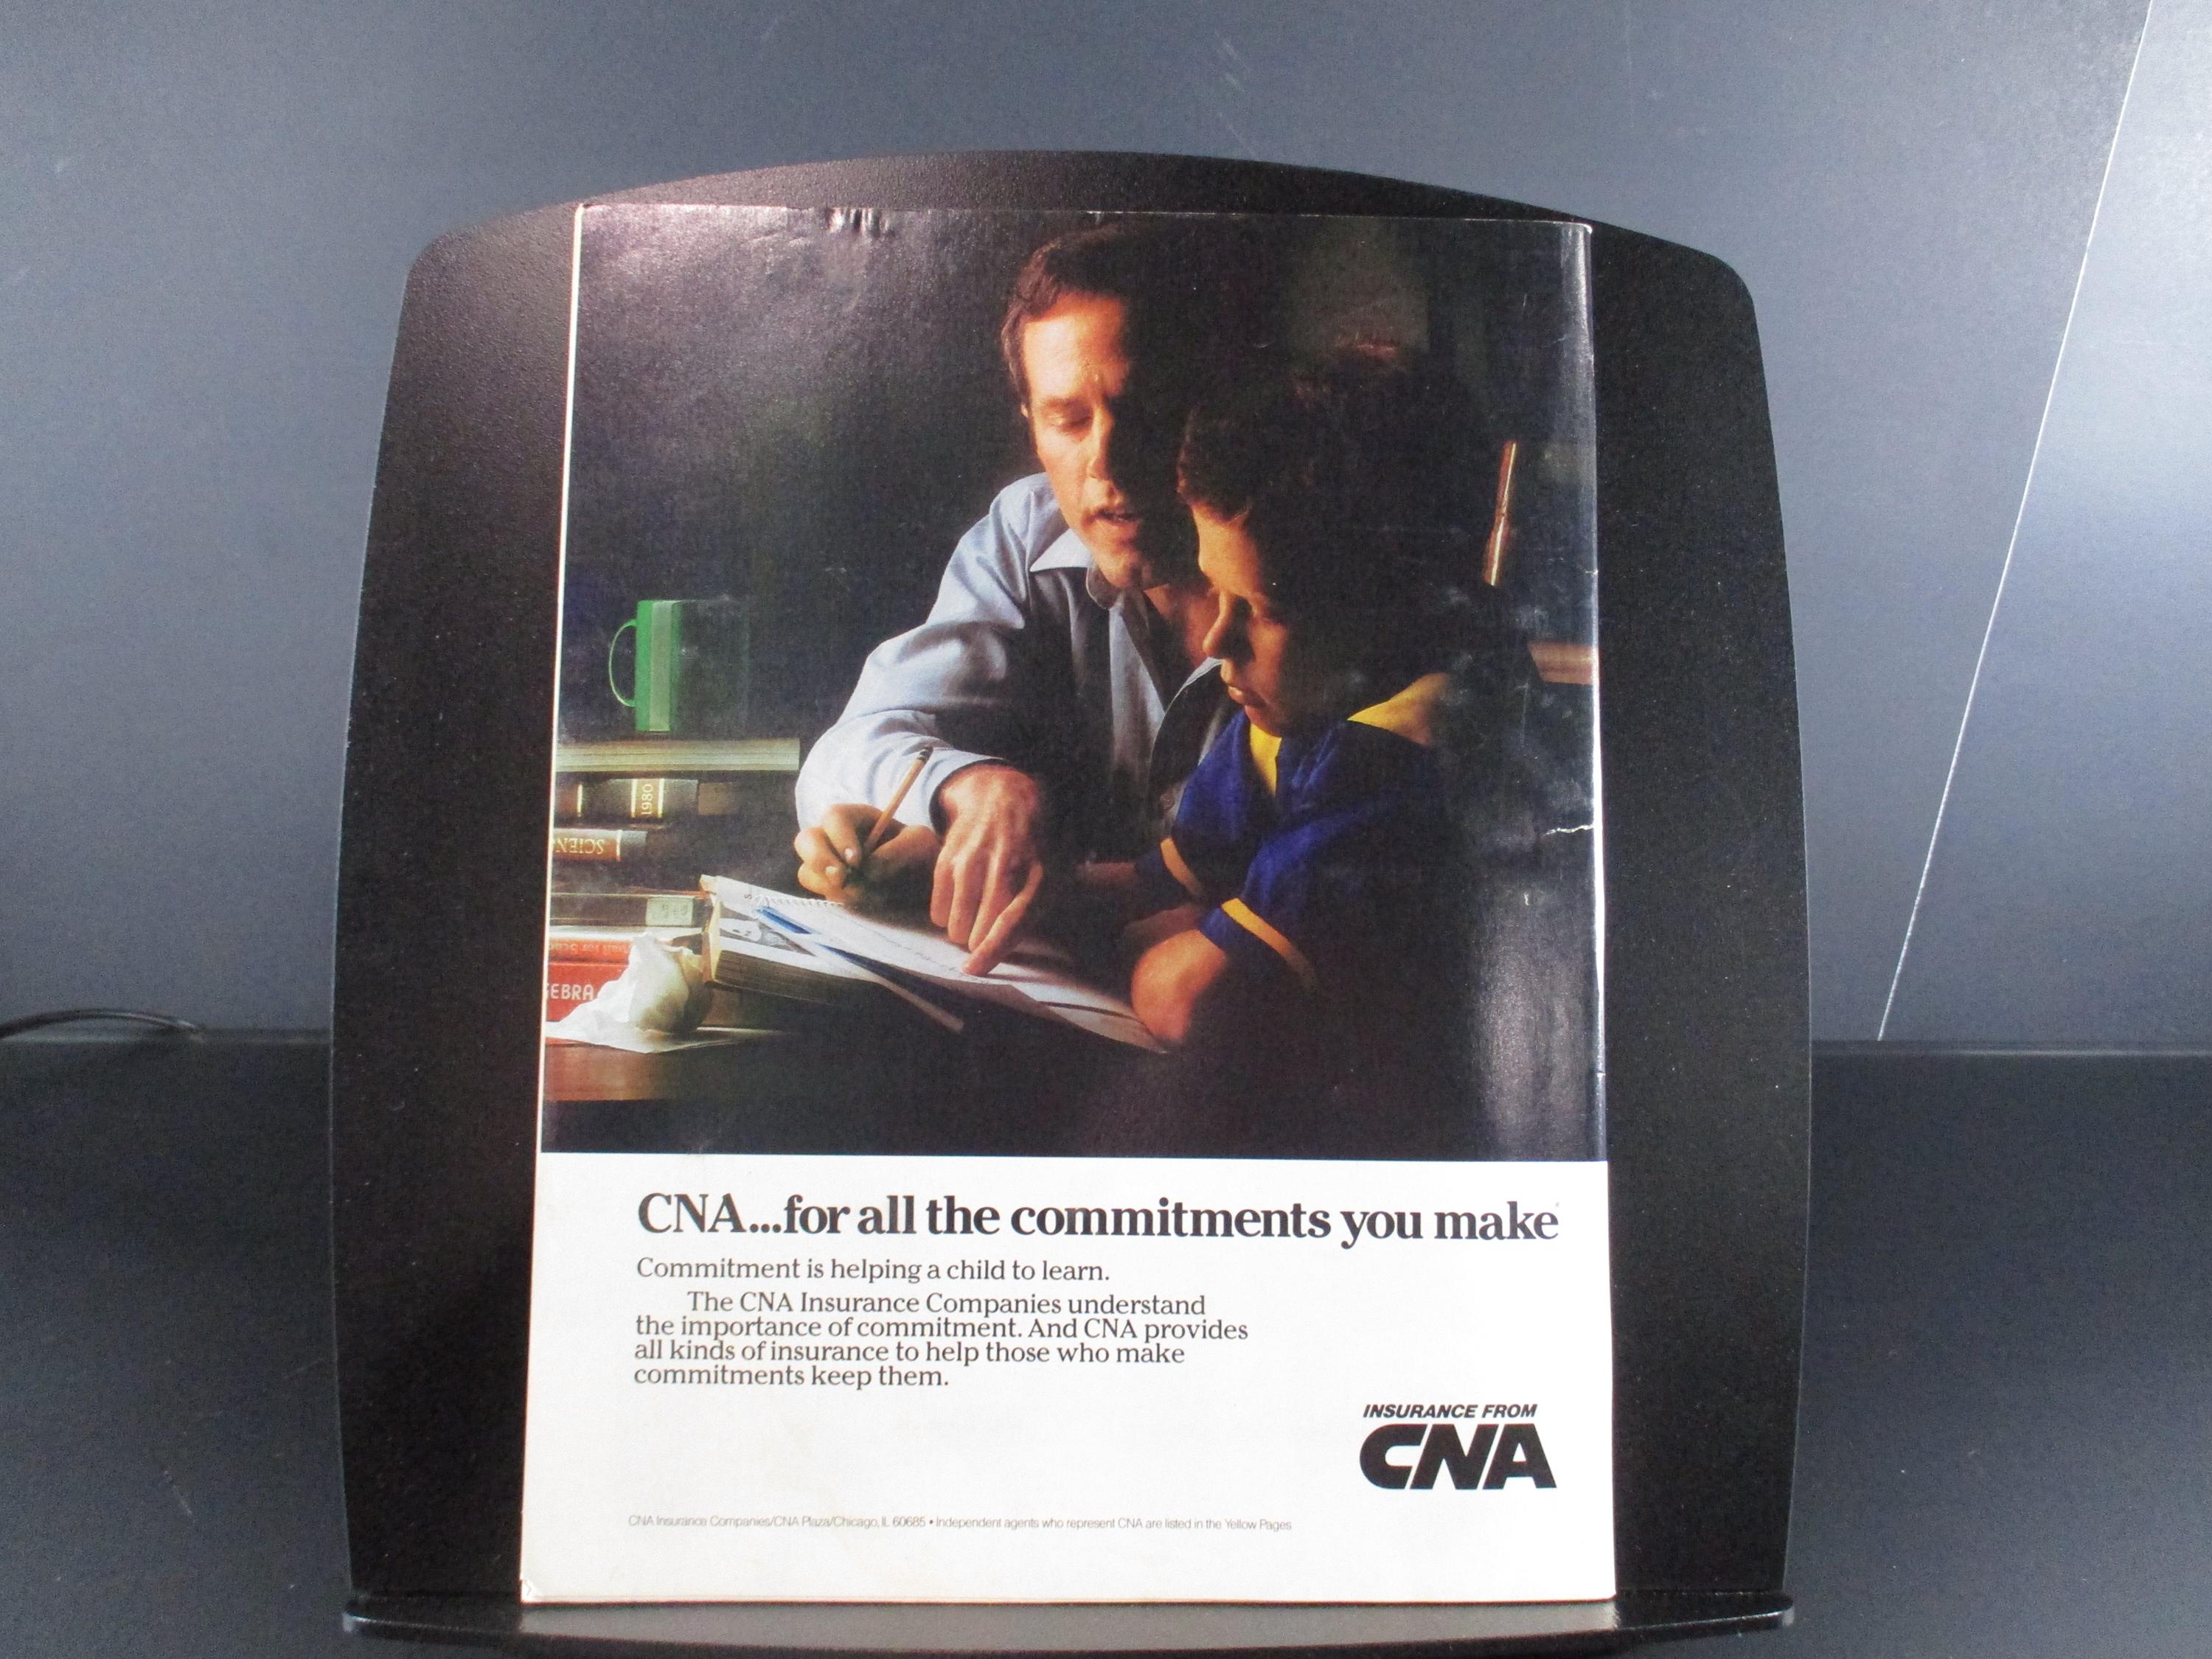 1980
SCIEN
EBRA
CNA...for all the commitments you make
Commitment is helping a child to learn.
The CNA Insurance Companies understand
the importance of commitment. And CNA provides
all kinds of insurance to help those who make
commitments keep them.
INSURANCE FROM
CNA
CNA Insurance Companies/CNA Plaza/Chicago, IL 60685 • Independent agents who represent CNA are listed in the Yellow Pages